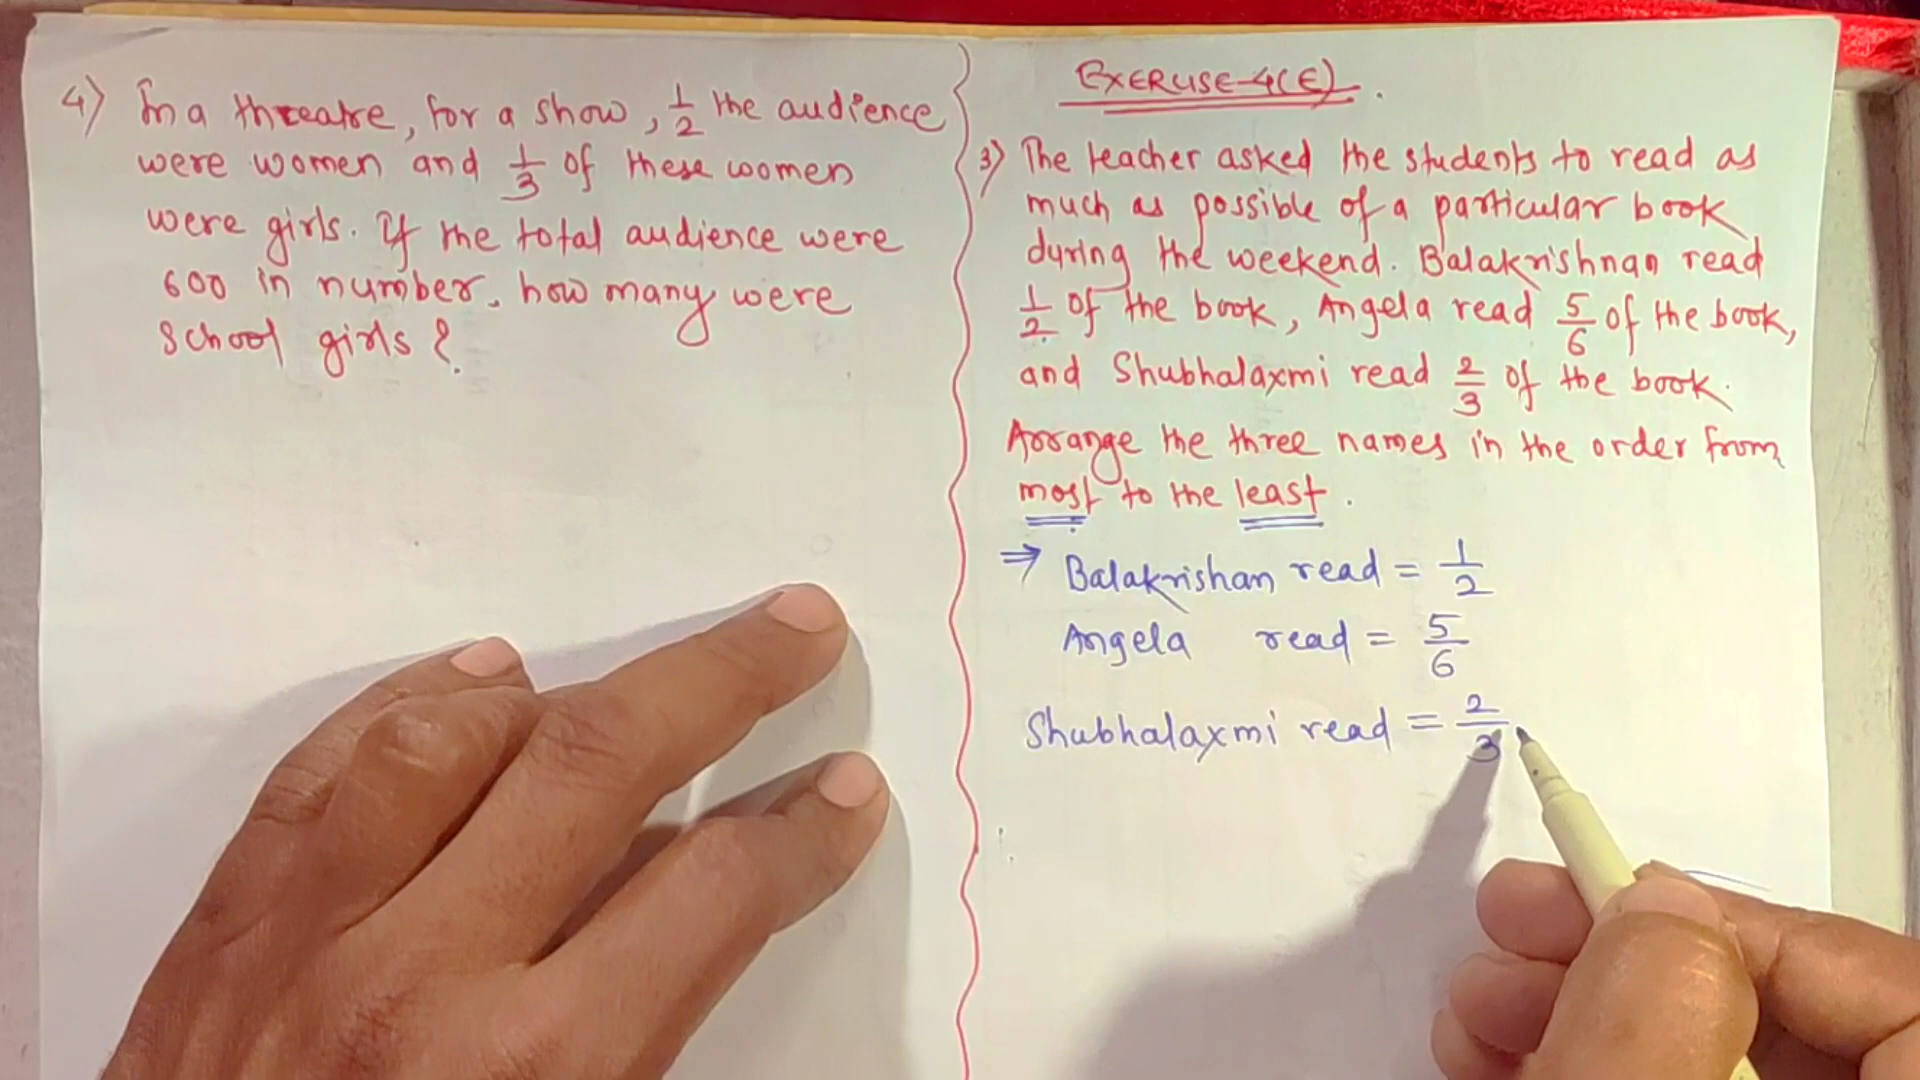 4) In a threatre, for a show, 1/2 the audience
were women and 1/3 of these women
were girls. If the total audience were
600 in number, how many were
School girls?
EXERCISE-4(E).
3) The teacher asked the students to read as
much as possible of a particular book
during the weekend. Balakrishnan read
1/2 of the book, Angela read 5/6 of the book,
and Shubhalaxmi read 2/3 of the book.
Arrange the three names in the order from
most to the least.
⇒ Balakrishan read = 1/2
Angela read = 5/6
Shubhalaxmi read = 2/3